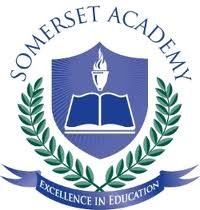 SOMERSET ACADEMY
EXCELLENCE IN EDUCATION